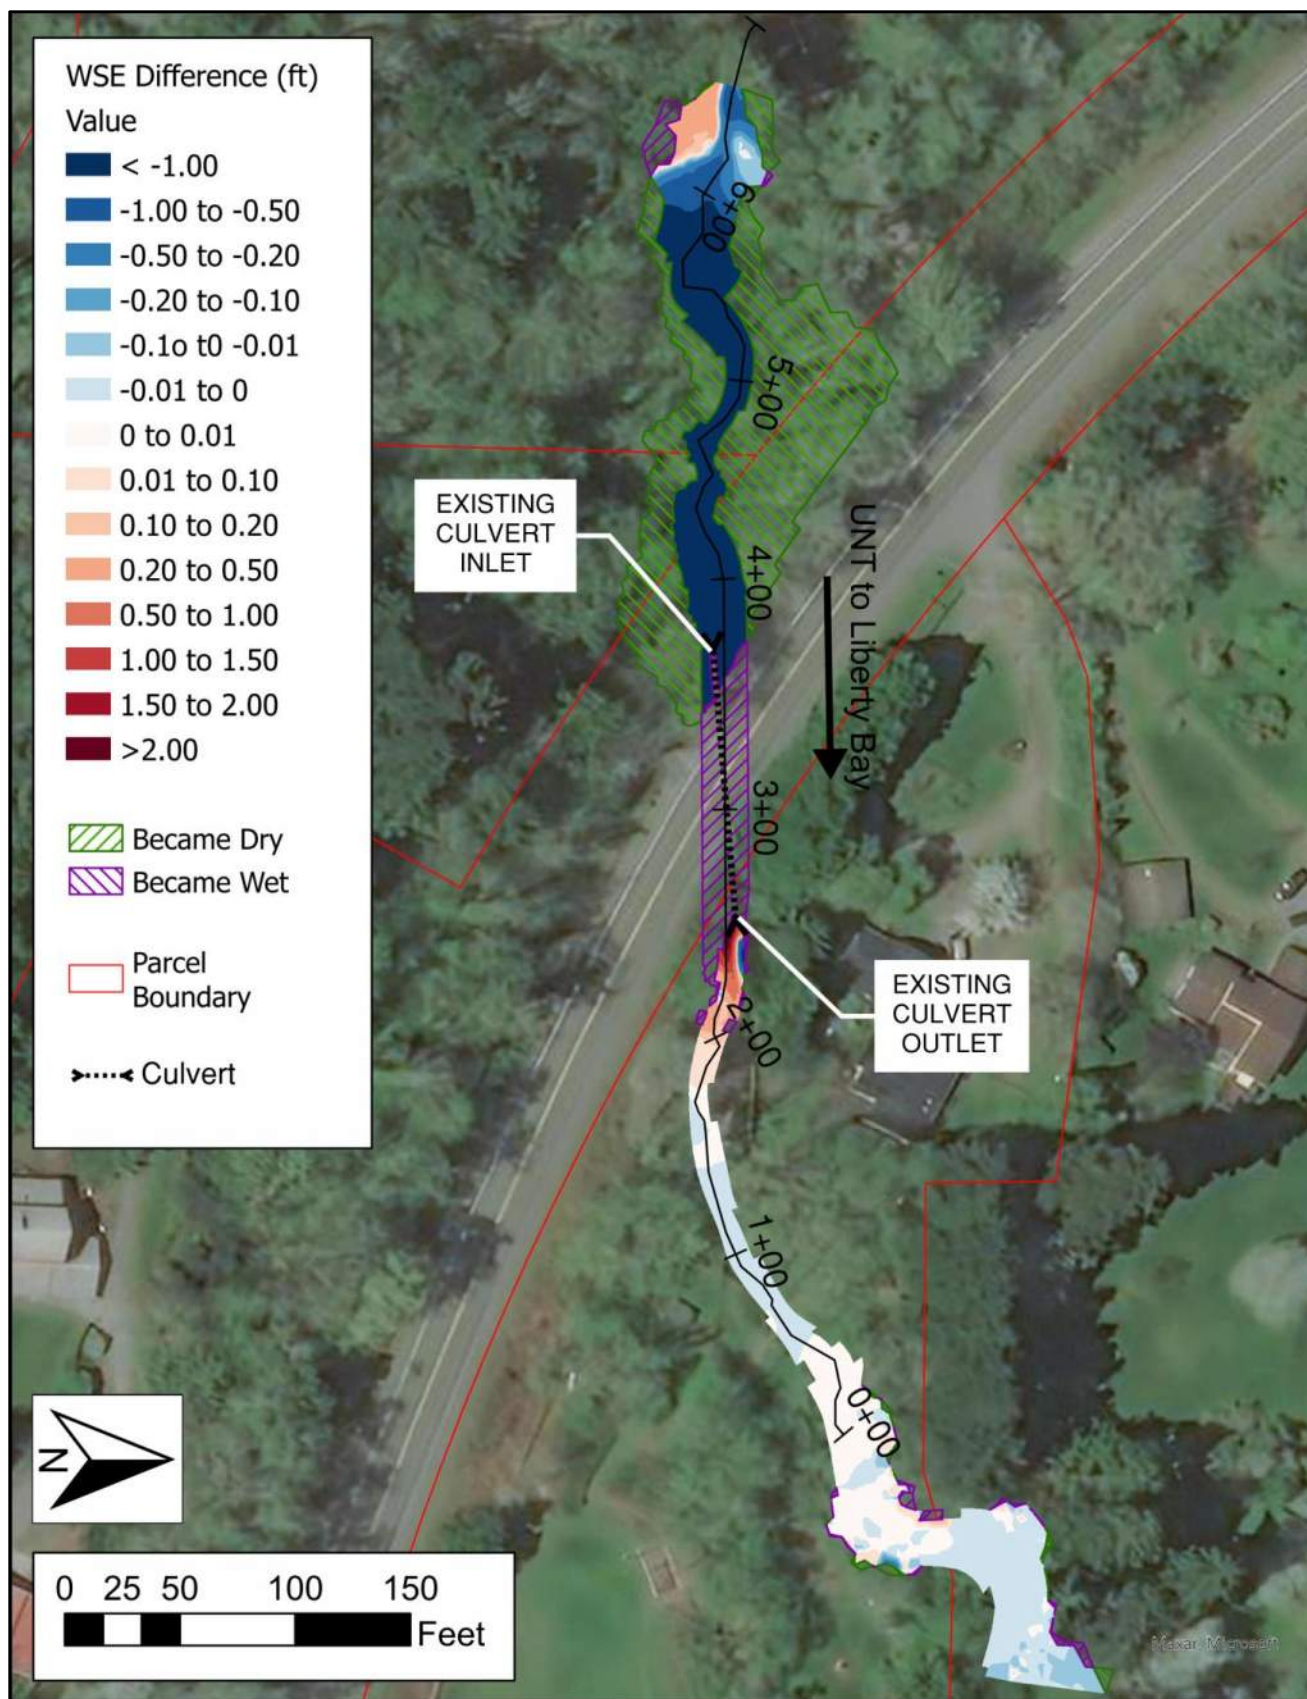 WSE Difference (ft)
Value
< -1.00
-1.00 to -0.50
-0.50 to -0.20
-0.20 to -0.10
-0.1o t0 -0.01
-0.01 to 0
0 to 0.01
0.01 to 0.10
0.10 to 0.20
0.20 to 0.50
0.50 to 1.00
1.00 to 1.50
1.50 to 2.00
>2.00
Became Dry
Became Wet
Parcel
Boundary
Culvert
6+00
5+00
EXISTING
CULVERT
INLET
4+00
UNT to Liberty Bay
3+00
EXISTING
CULVERT
OUTLET
2+00
1+00
0+00
N
0 25 50 100 150
Feet
Maxar, Microsoft